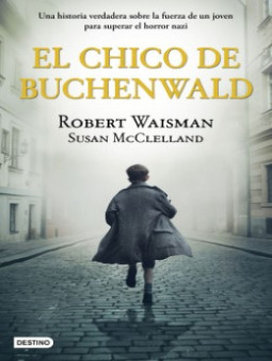 Una historia verdadera sobre la fuerza de un joven
para superar el horror nazi
EL CHICO DE
BUCHENWALD
ROBERT WAISMAN
SUSAN MCCLELLAND
DESTINO